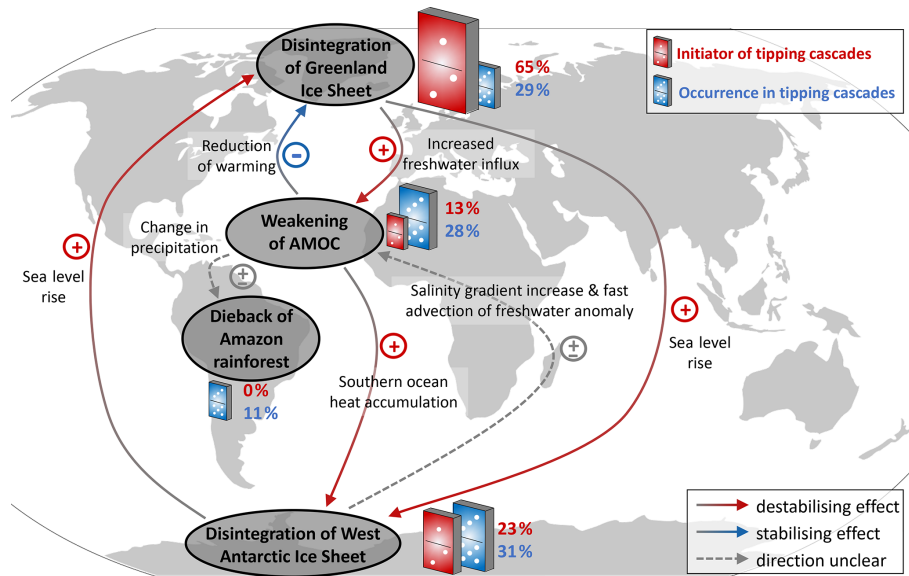 Disintegration
of Greenland
Ice Sheet
65%
29%
Initiator of tipping cascades
Occurrence in tipping cascades
Reduction
of warming
–
+
Increased
freshwater influx
Weakening
of AMOC
13%
28%
Change in
precipitation
±
+
Sea level
rise
Salinity gradient increase & fast
advection of freshwater anomaly
Dieback of
Amazon
rainforest
0%
11%
+
±
+
Sea level
rise
Southern ocean
heat accumulation
Disintegration of West
Antarctic Ice Sheet
23%
31%
destabilising effect
stabilising effect
direction unclear